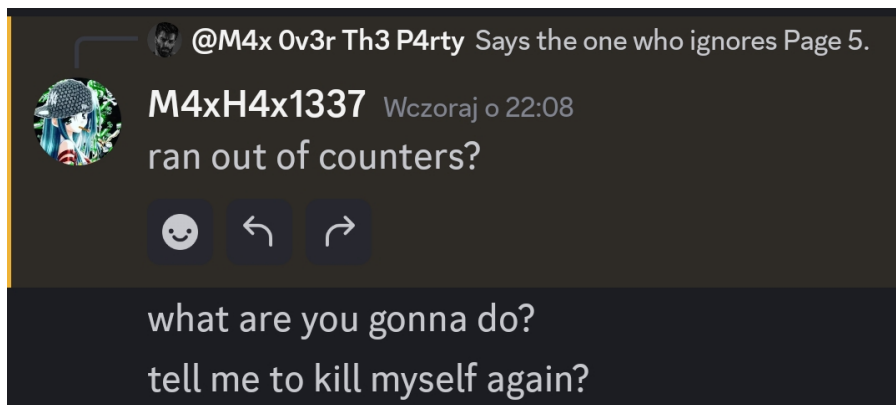 @M4x 0v3r Th3 P4rty Says the one who ignores Page 5.
M4xH4x1337 Wczoraj o 22:08
ran out of counters?
what are you gonna do?
tell me to kill myself again?